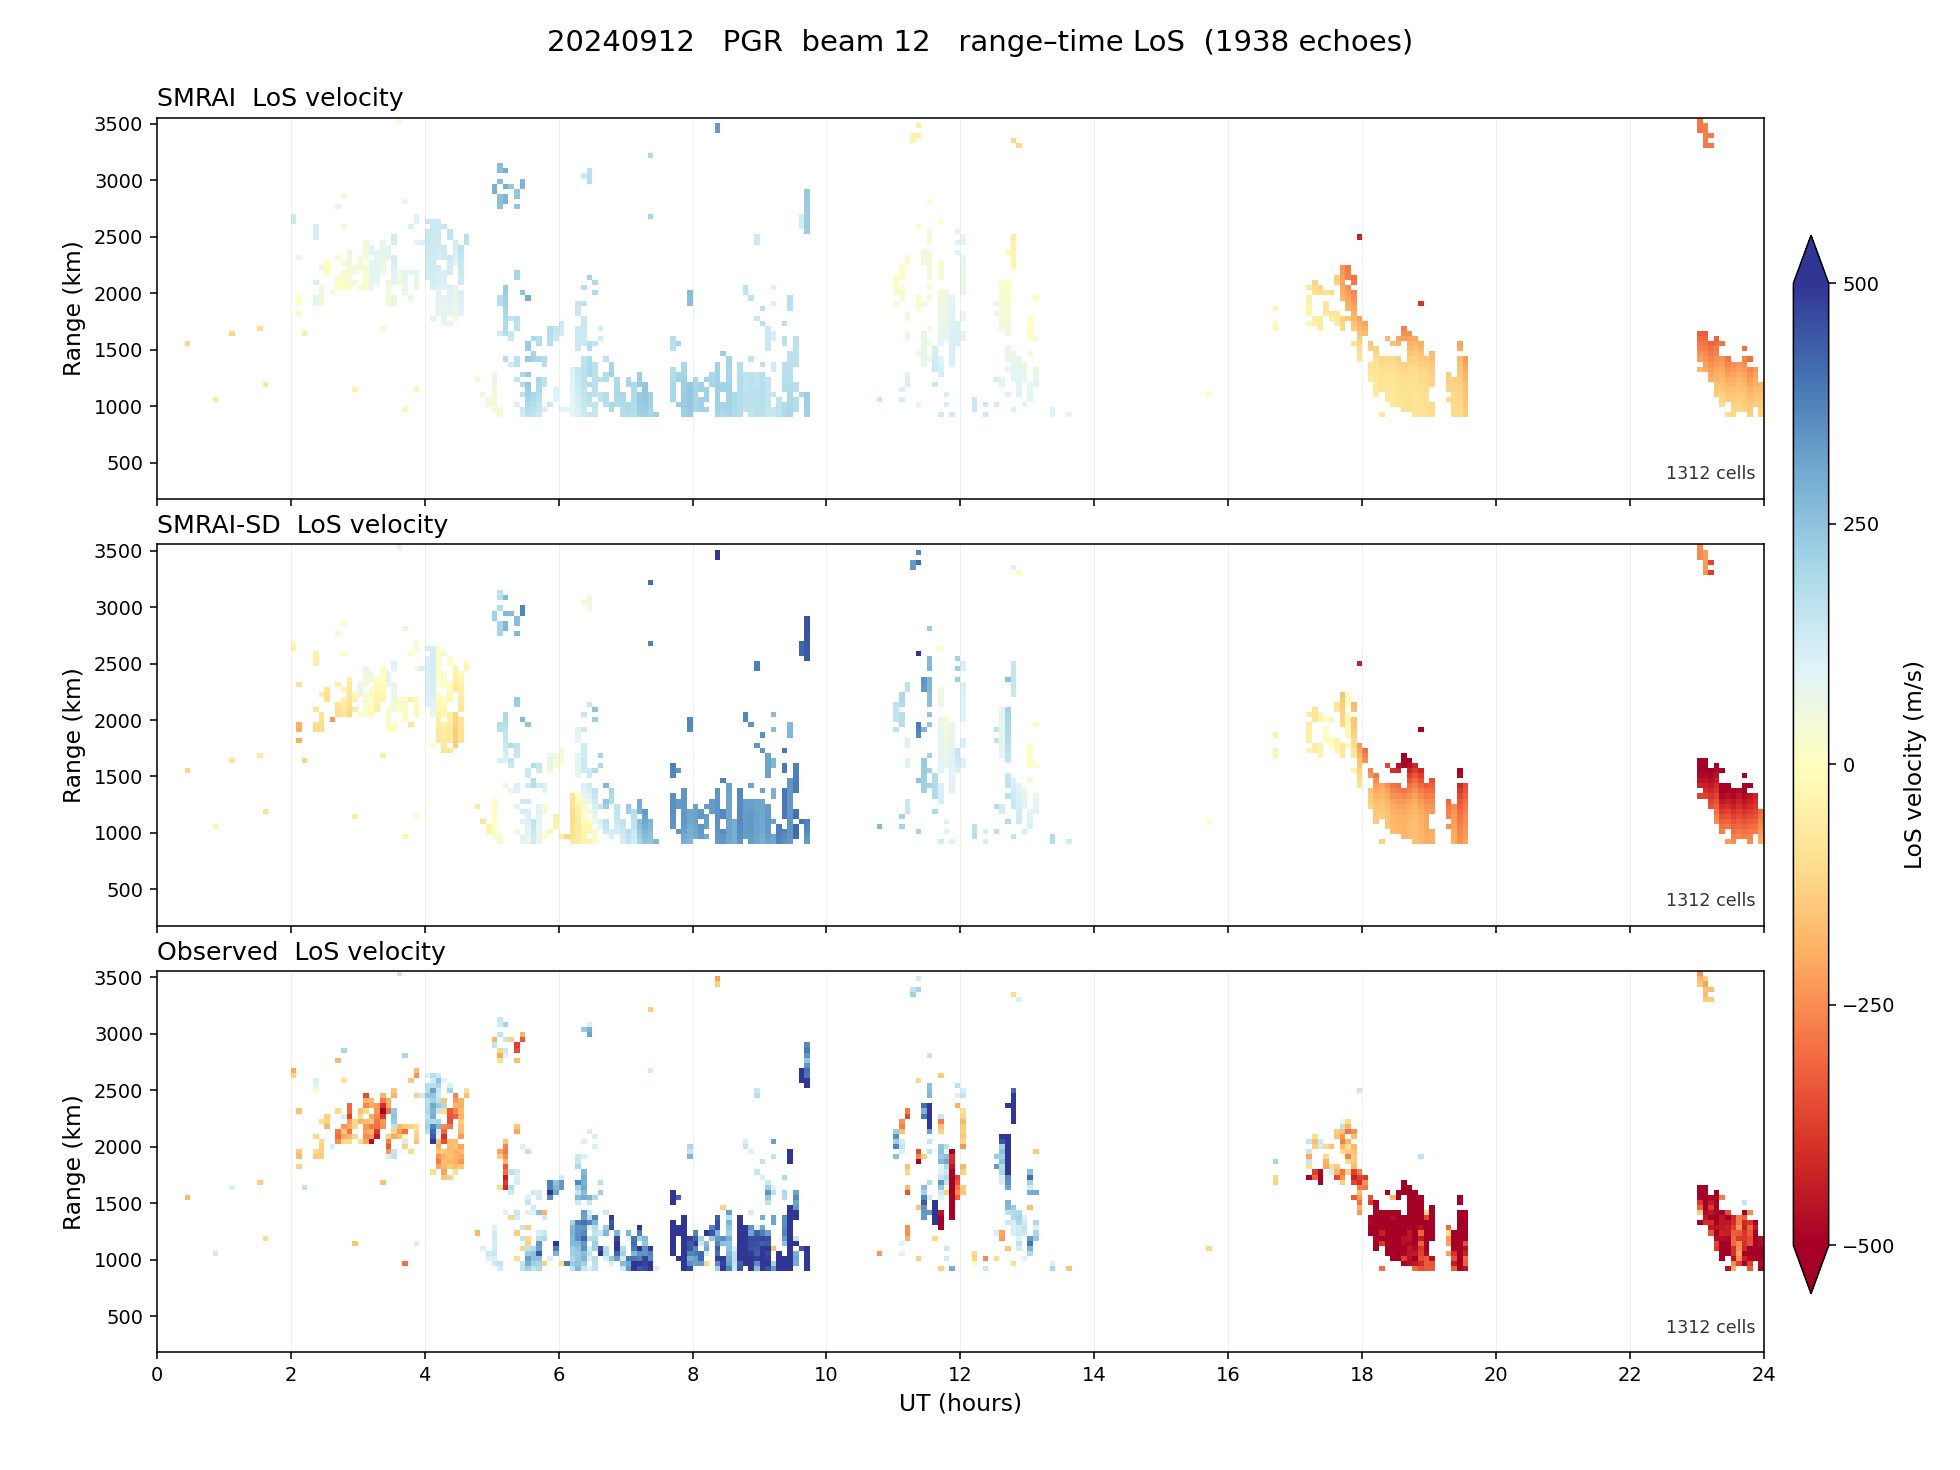 20240912   PGR  beam 12   range–time LoS  (1938 echoes)
SMRAI  LoS velocity
3500
3000
2500
2000
1500
1000
500
Range (km)
1312 cells
SMRAI-SD  LoS velocity
3500
3000
2500
2000
1500
1000
500
Range (km)
1312 cells
Observed  LoS velocity
3500
3000
2500
2000
1500
1000
500
Range (km)
1312 cells
0 2 4 6 8 10 12 14 16 18 20 22 24
UT (hours)
500
250
0
−250
−500
LoS velocity (m/s)